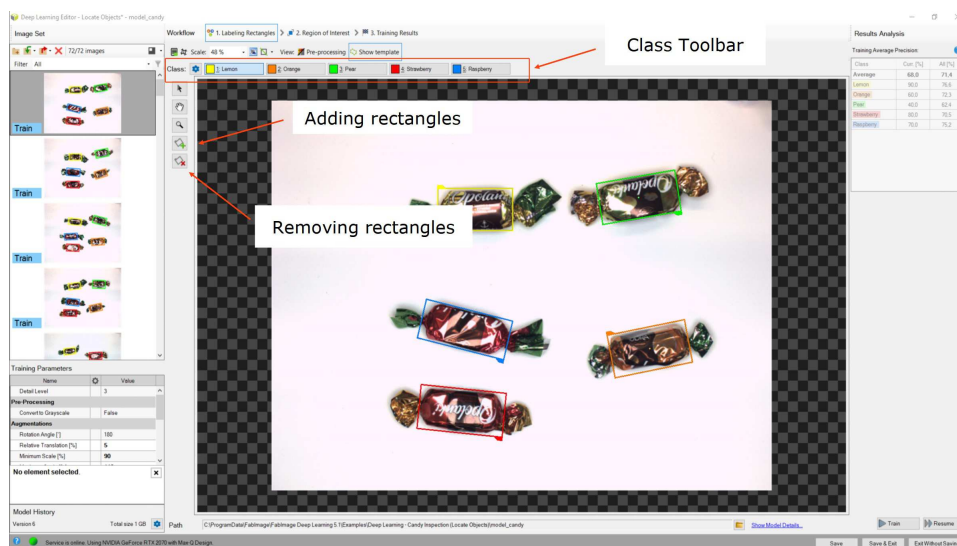 Deep Learning Editor - Locate Objects* - model_candy
Image Set
Workflow
1. Labeling Rectangles
2. Region of Interest
3. Training Results
Results Analysis
72/72 images
Scale: 48 %
View:
Pre-processing
Show template
Class Toolbar
Training Average Precision:
Filter All
Class:
1: Lemon
2: Orange
3: Pear
4: Strawberry
5: Raspberry
Class Corr. [%] All [%]
Average 68.0 71.4
Lemon 90.0 76.6
Orange 60.0 72.3
Pear 40.0 62.4
Strawberry 80.0 70.5
Raspberry 70.0 75.2
Adding rectangles
Removing rectangles
Train
Train
Train
Train
Opelanti
Opelanti
Training Parameters
Name Value
Detail Level 3
Pre-Processing
Convert to Grayscale False
Augmentations
Rotation Angle [°] 180
Relative Translation [%] 5
Minimum Scale [%] 90
No element selected.
Model History
Version 6 Total size 1 GB
Path
C:\ProgramData\FabImage\FabImage Deep Learning 5.1\Examples\Deep Learning - Candy Inspection (Locate Objects)\model_candy
Show Model Details...
Train
Resume
Service is online. Using NVIDIA GeForce RTX 2070 with Max-Q Design.
Save
Save & Exit
Exit Without Saving